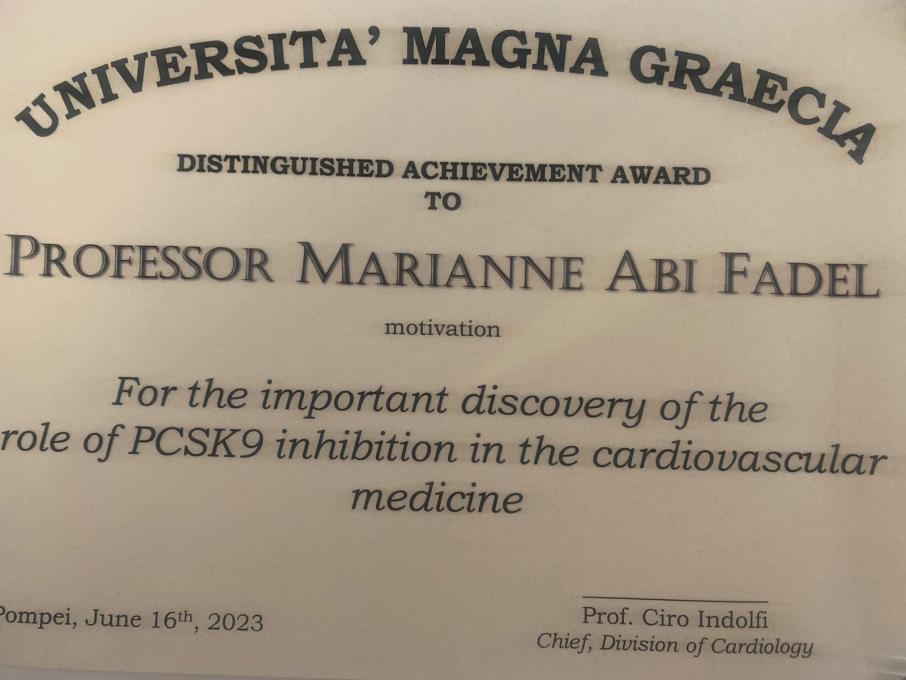 UNIVERSITA' MAGNA GRAECIA
DISTINGUISHED ACHIEVEMENT AWARD
TO
PROFESSOR MARIANNE ABI FADEL
motivation
For the important discovery of the
role of PCSK9 inhibition in the cardiovascular
medicine
Pompei, June 16th, 2023
Prof. Ciro Indolfi
Chief, Division of Cardiology